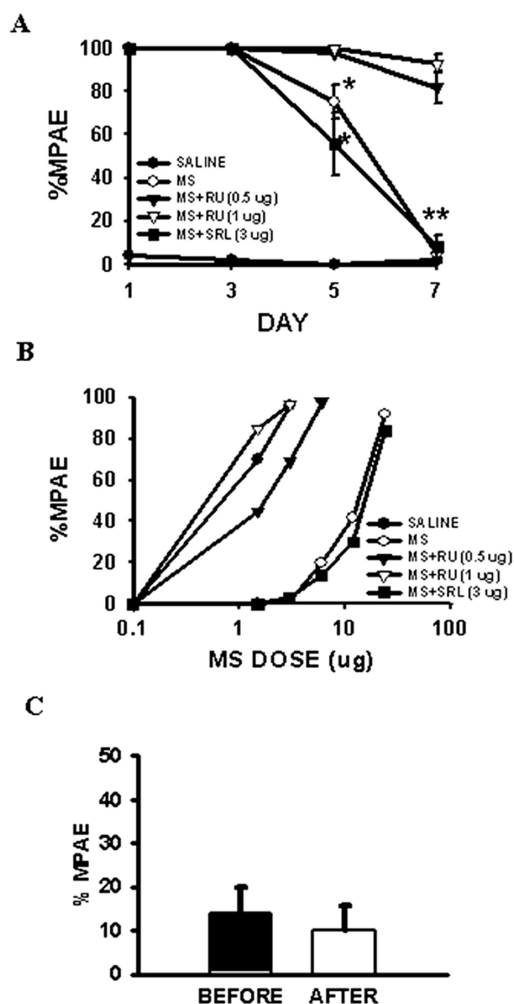 A
100
80
60
40
20
0
%MPAE
*
*
**
SALINE
MS
MS+RU (0.5 ug)
MS+RU (1 ug)
MS+SRL (3 ug)
1 3 5 7
DAY
B
100
80
60
40
20
0
%MPAE
SALINE
MS
MS+RU (0.5 ug)
MS+RU (1 ug)
MS+SRL (3 ug)
0.1 1 10 100
MS DOSE (ug)
C
50
40
30
20
10
0
% MPAE
BEFORE AFTER